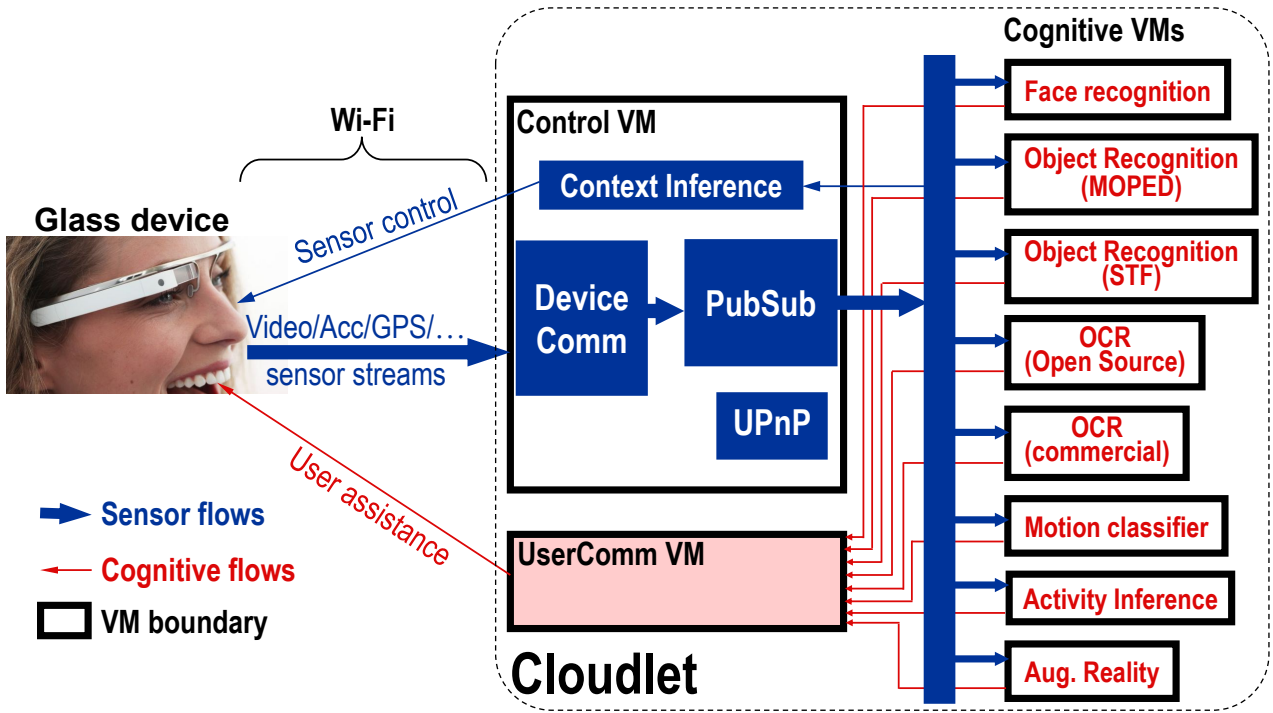 Cognitive VMs
Face recognition
Wi-Fi
Control VM
Object Recognition
(MOPED)
Context Inference
Glass device
Sensor control
Object Recognition
(STF)
Device
Comm
PubSub
Video/Acc/GPS/…
sensor streams
OCR
(Open Source)
UPnP
OCR
(commercial)
User assistance
Sensor flows
Motion classifier
UserComm VM
Cognitive flows
Activity Inference
VM boundary
Cloudlet
Aug. Reality